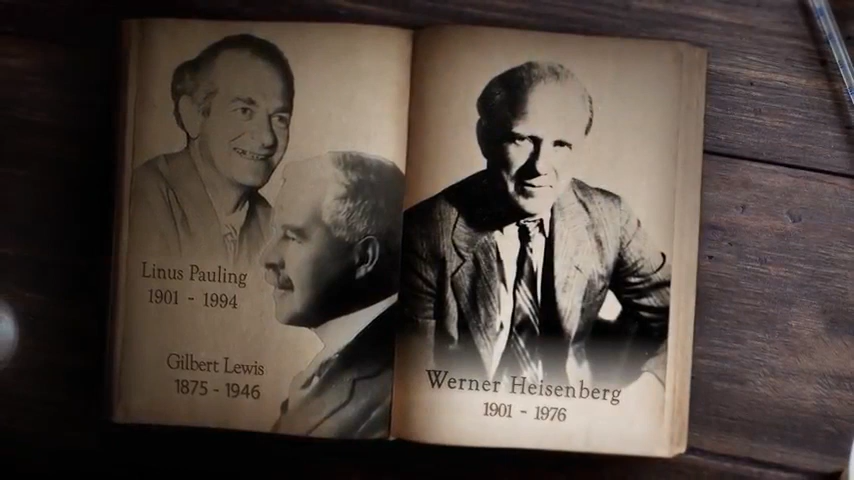 Linus Pauling
1901 - 1994
Gilbert Lewis
1875 - 1946
Werner Heisenberg
1901 - 1976